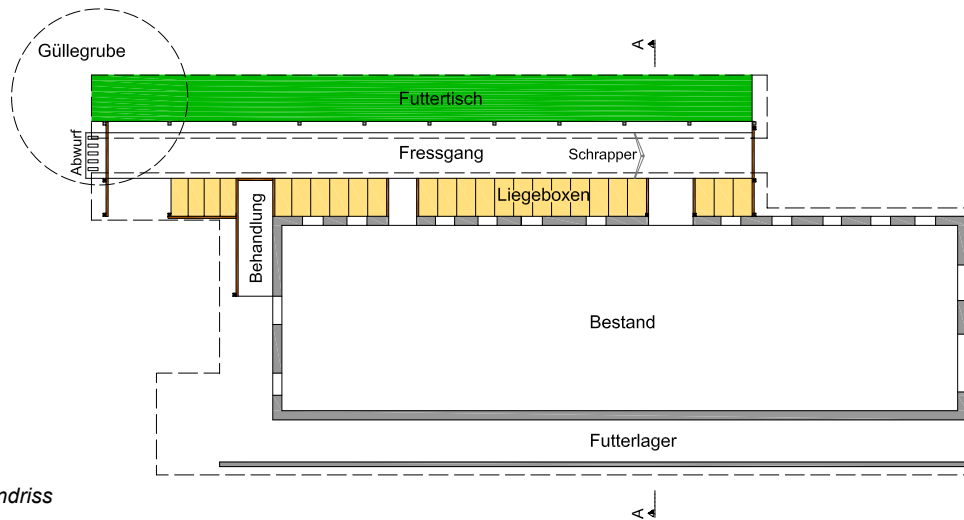 A
Güllegrube
Futtertisch
Abwurf
Fressgang
Schrapper
Liegeboxen
Behandlung
Bestand
Futterlager
ndriss
A